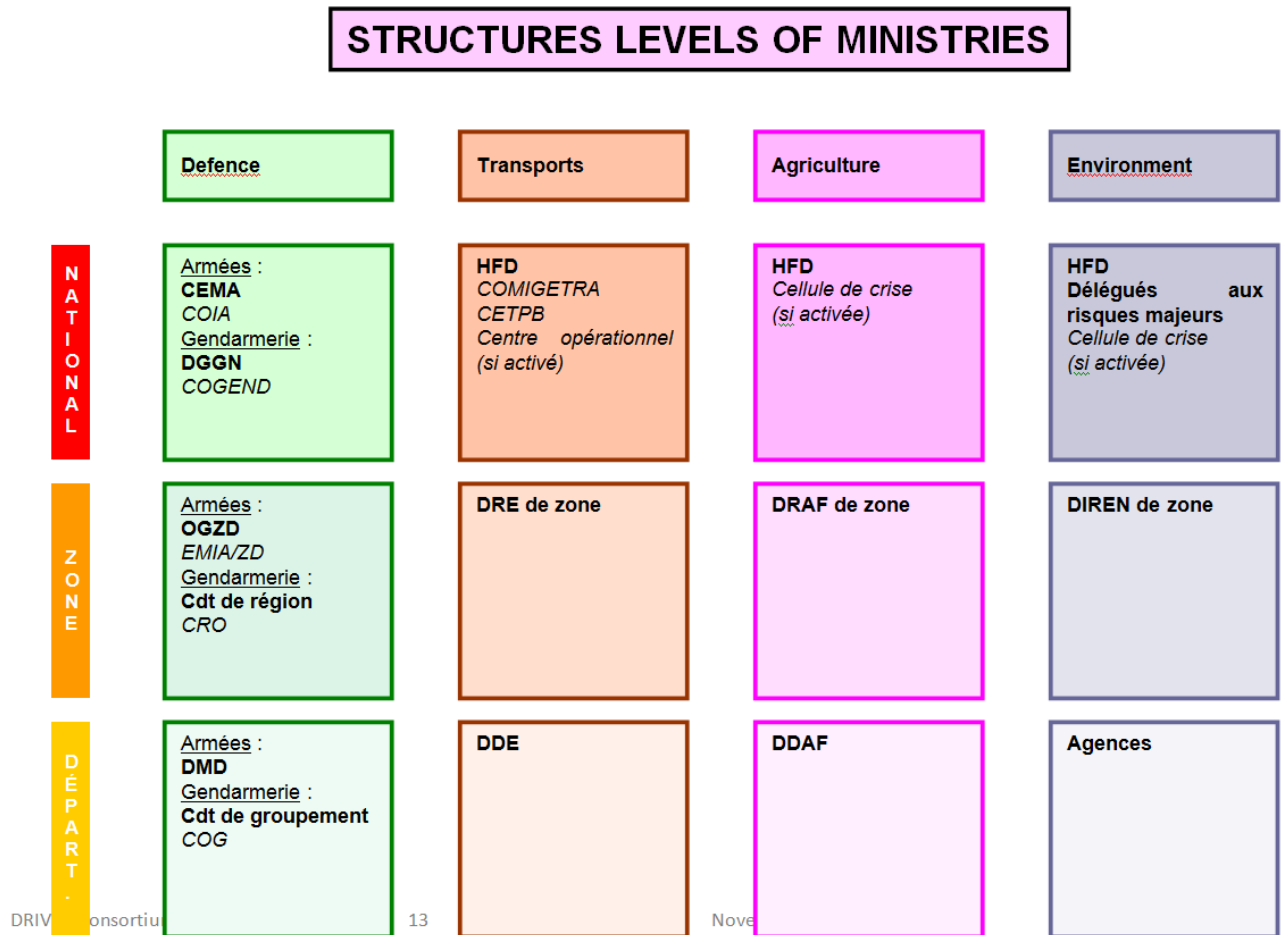 STRUCTURES LEVELS OF MINISTRIES
Defence
Transports
Agriculture
Environment
NATIONAL
Armées :
CEMA
COIA
Gendarmerie :
DGGN
COGEND
HFD
COMIGETRA
CETPB
Centre opérationnel
(si activé)
HFD
Cellule de crise
(si activée)
HFD
Délégués aux
risques majeurs
Cellule de crise
(si activée)
ZONE
Armées :
OGZD
EMIA/ZD
Gendarmerie :
Cdt de région
CRO
DRE de zone
DRAF de zone
DIREN de zone
DÉPART.
Armées :
DMD
Gendarmerie :
Cdt de groupement
COG
DDE
DDAF
Agences
13